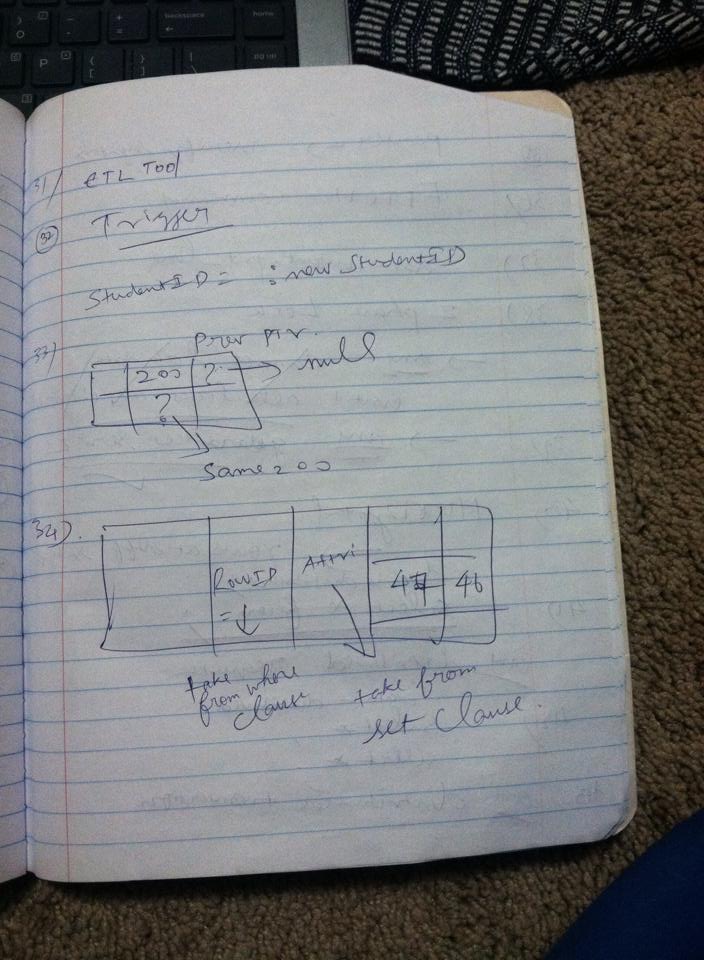 31) ETL Tool
32) Trigger
StudentID = :new StudentID
33) Prev Ptr.
200 ? null
?
Same 200
34).
RowID Attri
= 47 46
take from where clause
take from set clause.
backspace
home
P